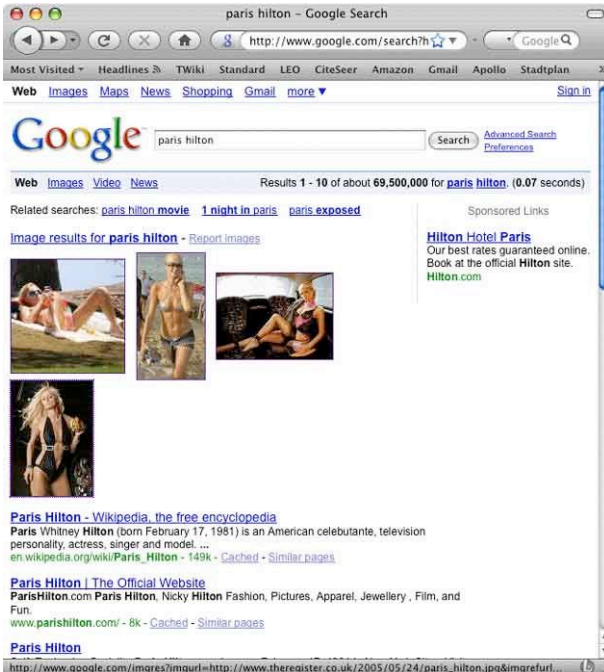 paris hilton – Google Search
http://www.google.com/search?h
Google
Most Visited Headlines TWiki Standard LEO CiteSeer Amazon Gmail Apollo Stadtplan
Web Images Maps News Shopping Gmail more ▼ Sign in
Google paris hilton Search Advanced Search
Preferences
Web Images Video News Results 1 - 10 of about 69,500,000 for paris hilton. (0.07 seconds)
Related searches: paris hilton movie 1 night in paris paris exposed
Sponsored Links
Image results for paris hilton - Report images
Hilton Hotel Paris
Our best rates guaranteed online.
Book at the official Hilton site.
Hilton.com
Paris Hilton - Wikipedia, the free encyclopedia
Paris Whitney Hilton (born February 17, 1981) is an American celebutante, television
personality, actress, singer and model. ...
en.wikipedia.org/wiki/Paris_Hilton - 149k - Cached - Similar pages
Paris Hilton | The Official Website
ParisHilton.com Paris Hilton, Nicky Hilton Fashion, Pictures, Apparel, Jewellery , Film, and
Fun.
www.parishilton.com/ - 8k - Cached - Similar pages
Paris Hilton
http://www.google.com/imgres?imgurl=http://www.theregister.co.uk/2005/05/24/paris_hilton.jpg&imgrefurl...